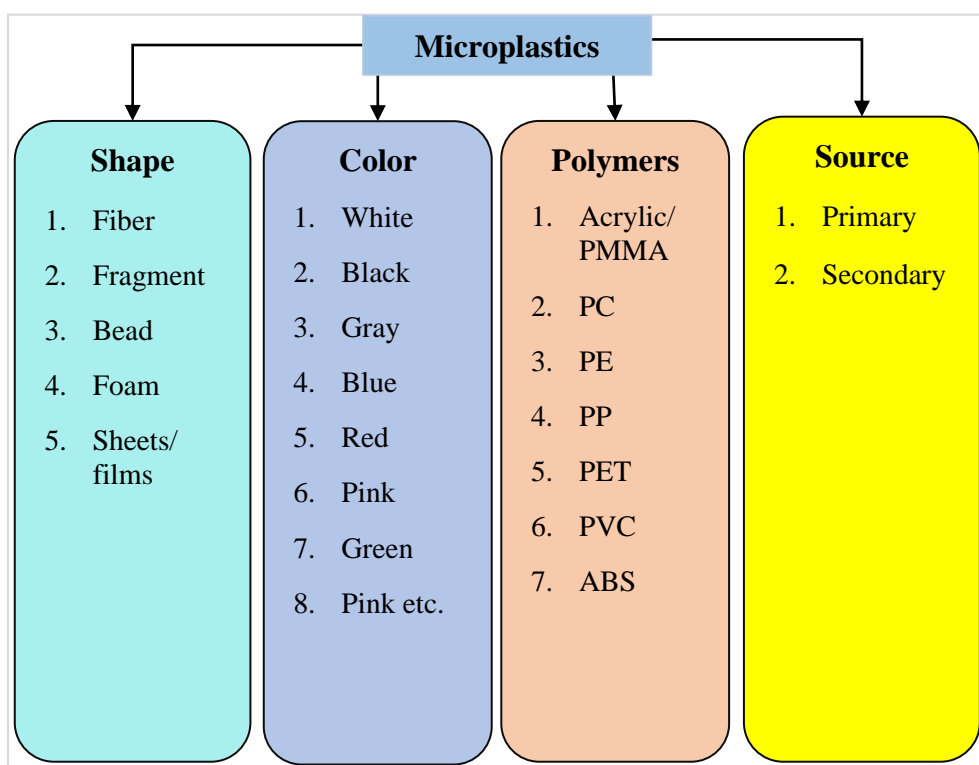 Microplastics
Shape
1. Fiber
2. Fragment
3. Bead
4. Foam
5. Sheets/
films
Color
1. White
2. Black
3. Gray
4. Blue
5. Red
6. Pink
7. Green
8. Pink etc.
Polymers
1. Acrylic/
PMMA
2. PC
3. PE
4. PP
5. PET
6. PVC
7. ABS
Source
1. Primary
2. Secondary